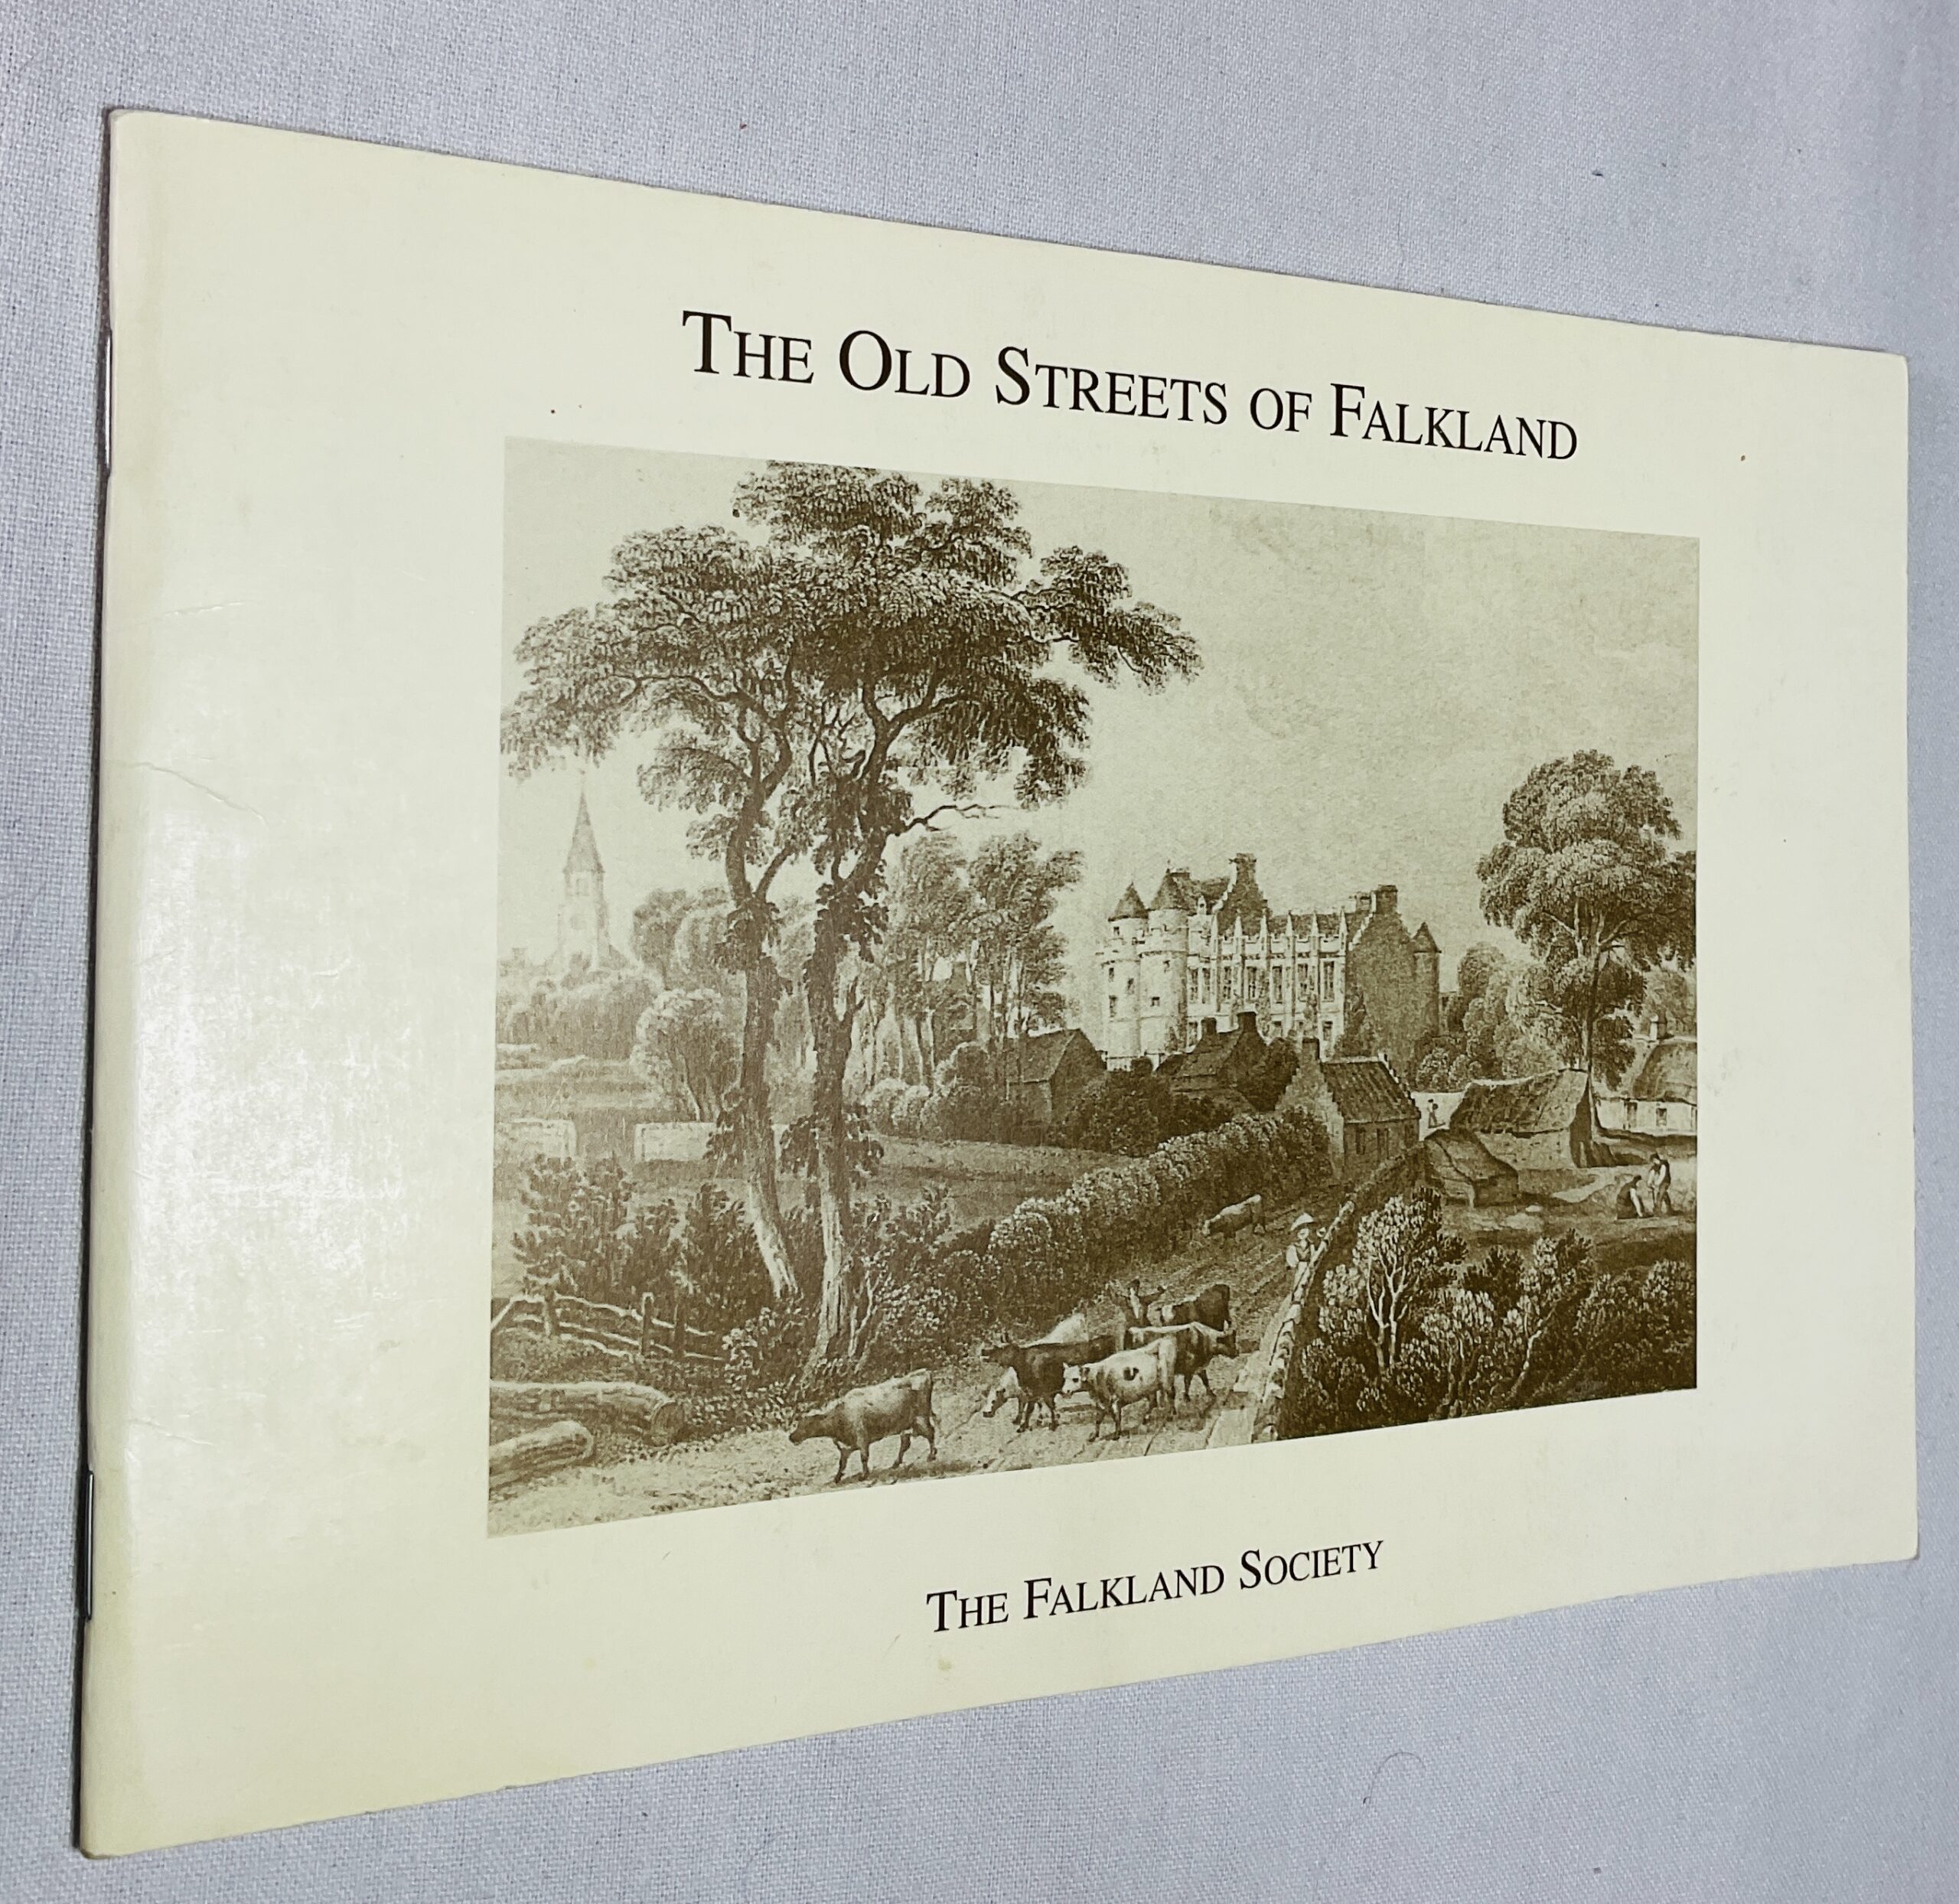 THE OLD STREETS OF FALKLAND
THE FALKLAND SOCIETY